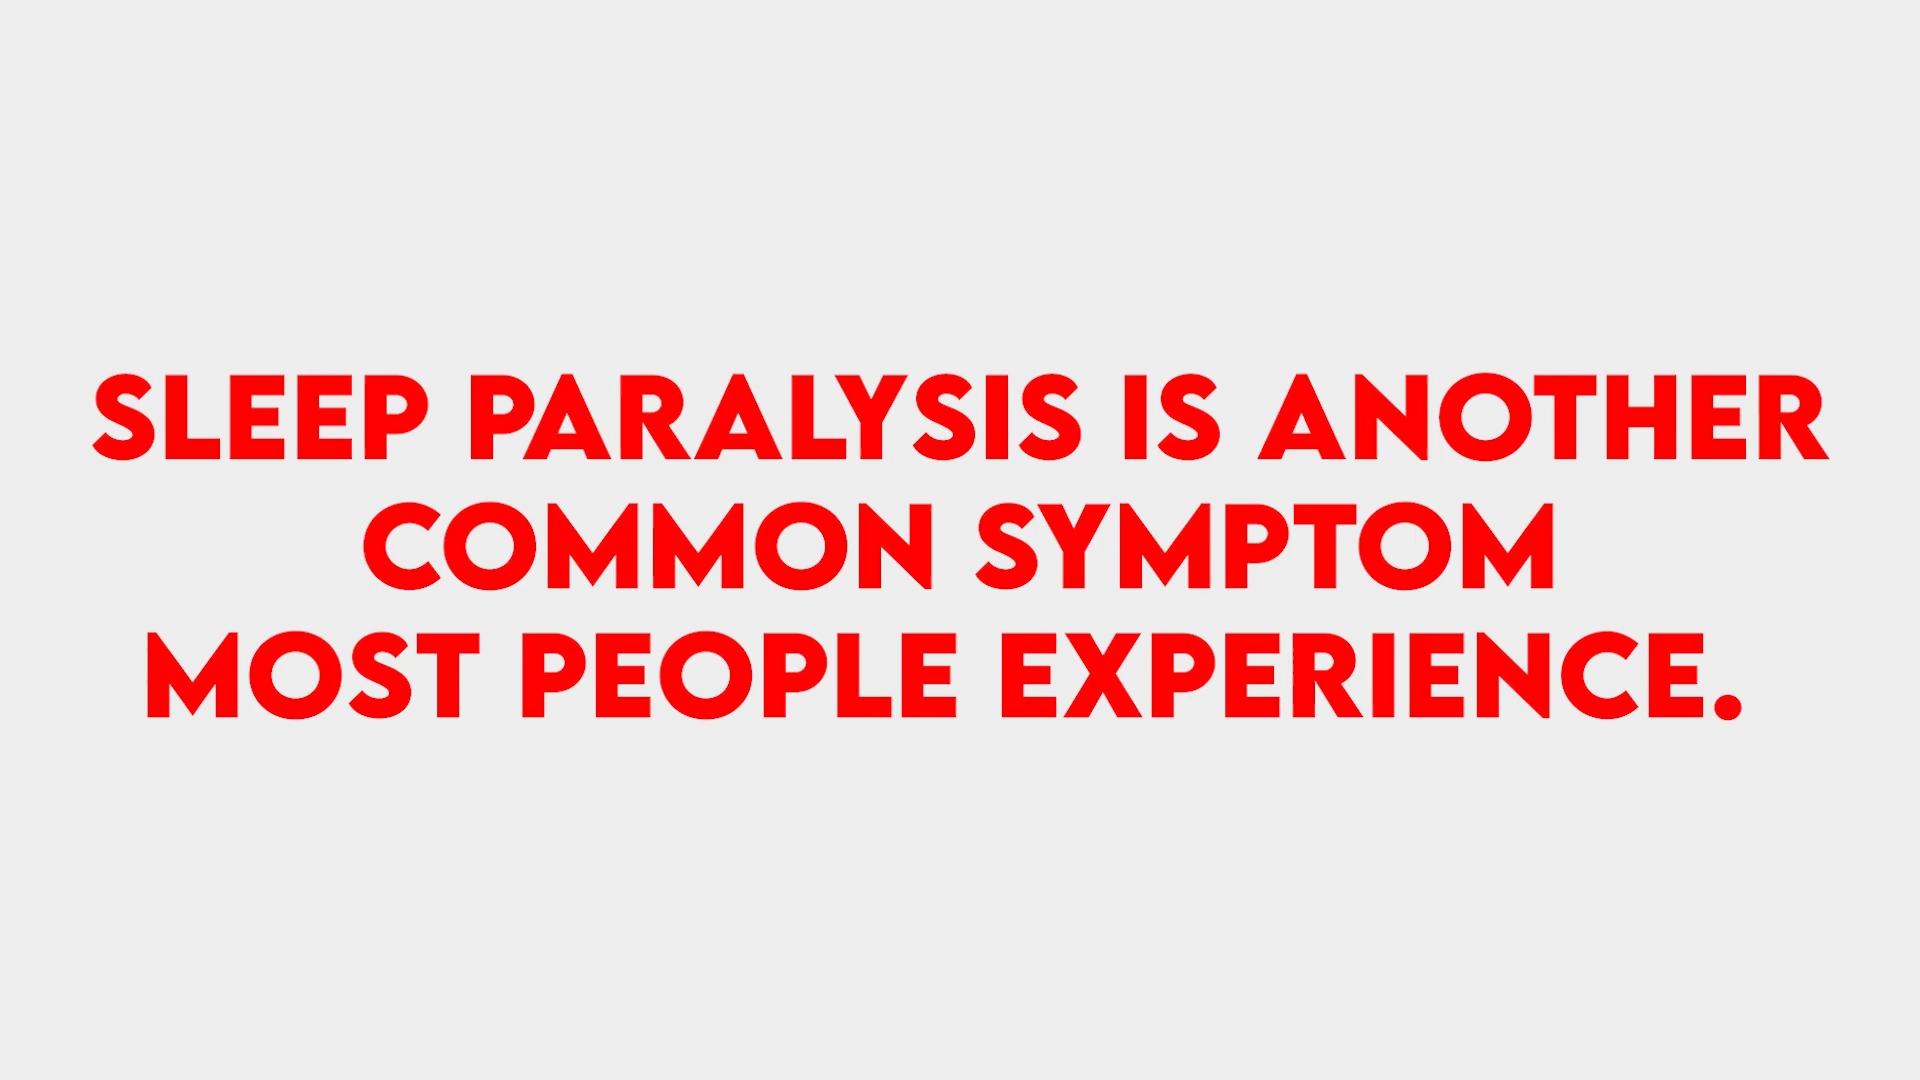 SLEEP PARALYSIS IS ANOTHER
COMMON SYMPTOM
MOST PEOPLE EXPERIENCE.